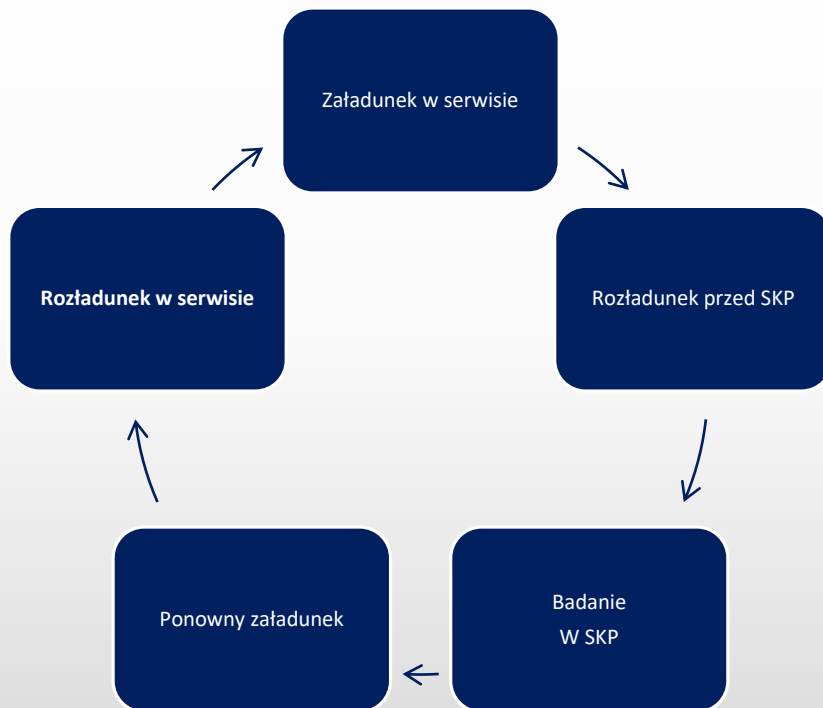 Załadunek w serwisie
Rozładunek przed SKP
Badanie
W SKP
Ponowny załadunek
Rozładunek w serwisie